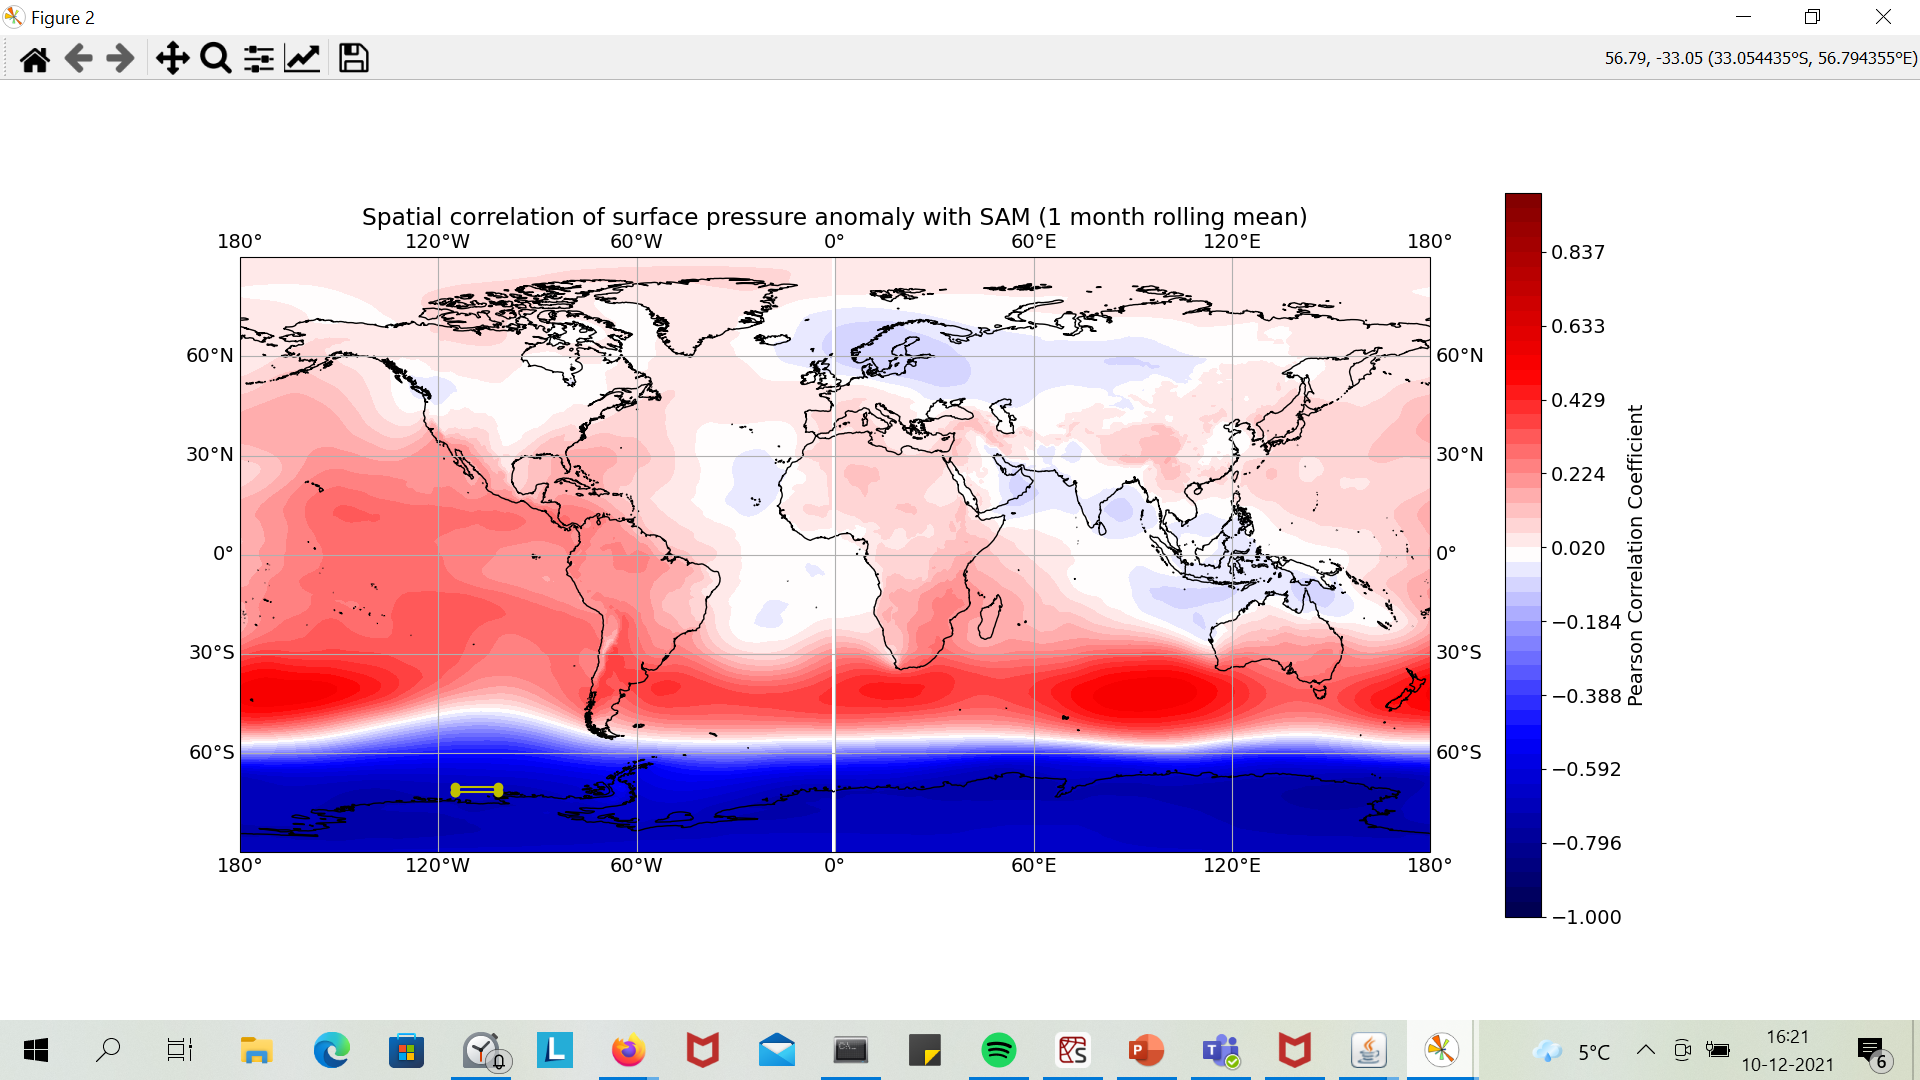 Figure 2
56.79, -33.05 (33.054435°S, 56.794355°E)
Spatial correlation of surface pressure anomaly with SAM (1 month rolling mean)
180° 120°W 60°W 0° 60°E 120°E 180°
60°N 60°N
30°N 30°N
0° 0°
30°S 30°S
60°S 60°S
180° 120°W 60°W 0° 60°E 120°E 180°
0.837
0.633
0.429
0.224
0.020
−0.184
−0.388
−0.592
−0.796
−1.000
Pearson Correlation Coefficient
L
C:\_
P
T
5°C
16:21
10-12-2021
6